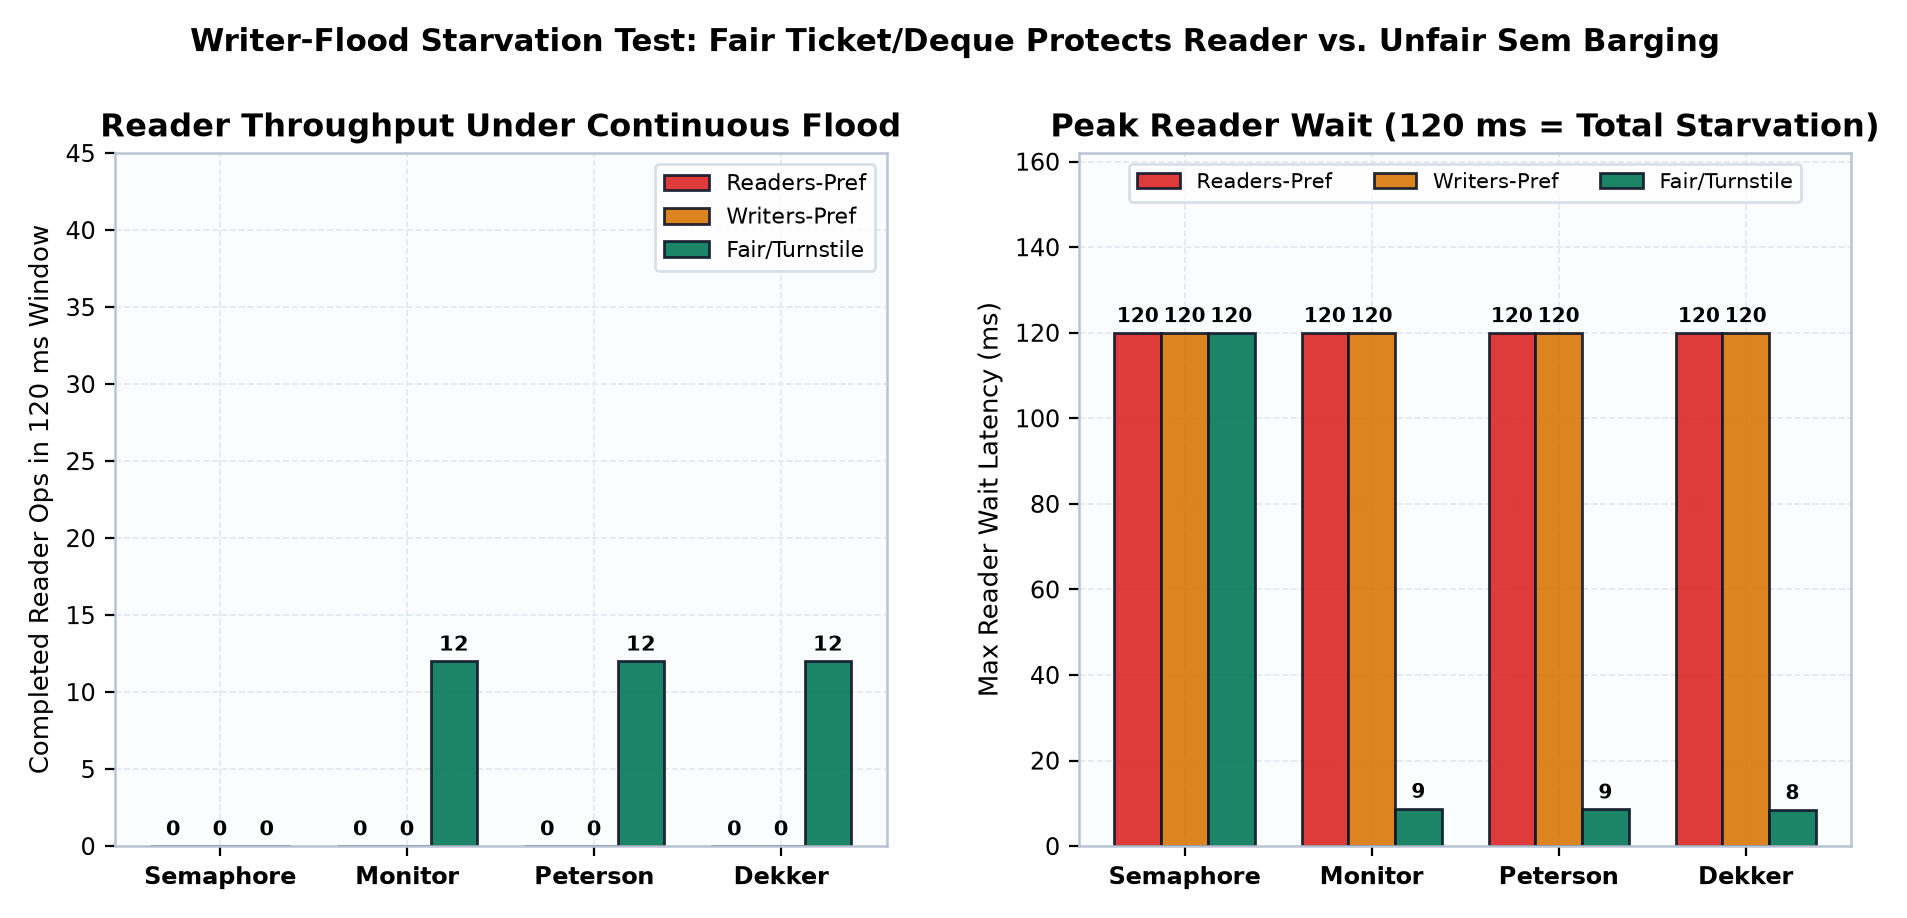 Writer-Flood Starvation Test: Fair Ticket/Deque Protects Reader vs. Unfair Sem Barging
Reader Throughput Under Continuous Flood
Completed Reader Ops in 120 ms Window
45
40
35
30
25
20
15
10
5
0
Readers-Pref
Writers-Pref
Fair/Turnstile
0 0 0 0 0 12 0 0 12 0 0 12
Semaphore Monitor Peterson Dekker
Peak Reader Wait (120 ms = Total Starvation)
Max Reader Wait Latency (ms)
160
140
120
100
80
60
40
20
0
Readers-Pref Writers-Pref Fair/Turnstile
120 120 120 120 120 9 120 120 9 120 120 8
Semaphore Monitor Peterson Dekker